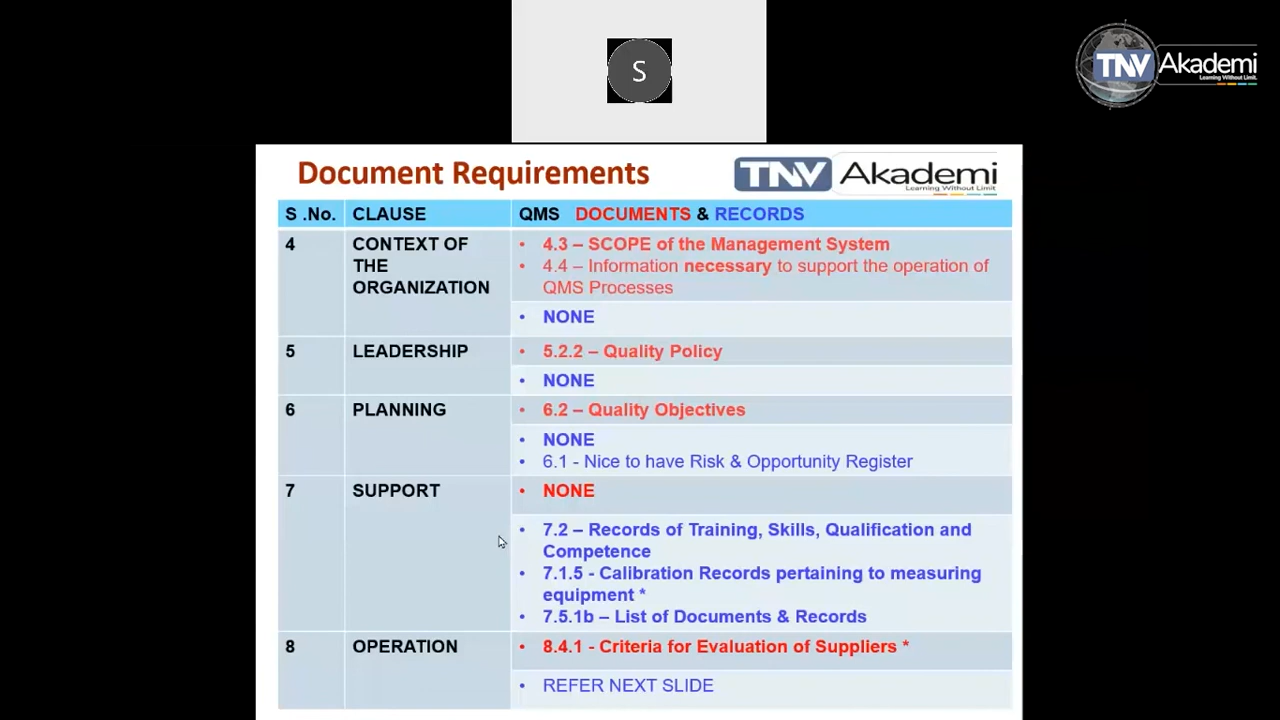 S
TNV Akademi
Learning Without Limit.
Document Requirements
TNV Akademi
Learning Without Limit
S .No. CLAUSE QMS DOCUMENTS & RECORDS
4 CONTEXT OF THE ORGANIZATION
• 4.3 – SCOPE of the Management System
• 4.4 – Information necessary to support the operation of
QMS Processes
• NONE
5 LEADERSHIP
• 5.2.2 – Quality Policy
• NONE
6 PLANNING
• 6.2 – Quality Objectives
• NONE
• 6.1 - Nice to have Risk & Opportunity Register
7 SUPPORT
• NONE
• 7.2 – Records of Training, Skills, Qualification and
Competence
• 7.1.5 - Calibration Records pertaining to measuring
equipment *
• 7.5.1b – List of Documents & Records
8 OPERATION
• 8.4.1 - Criteria for Evaluation of Suppliers *
• REFER NEXT SLIDE